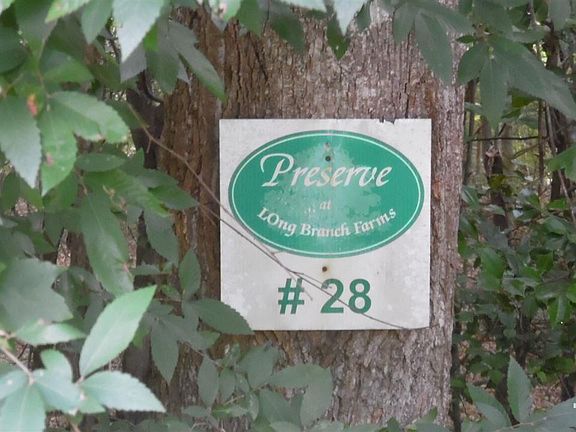 Preserve
at
LOng Branch Farms
# 28